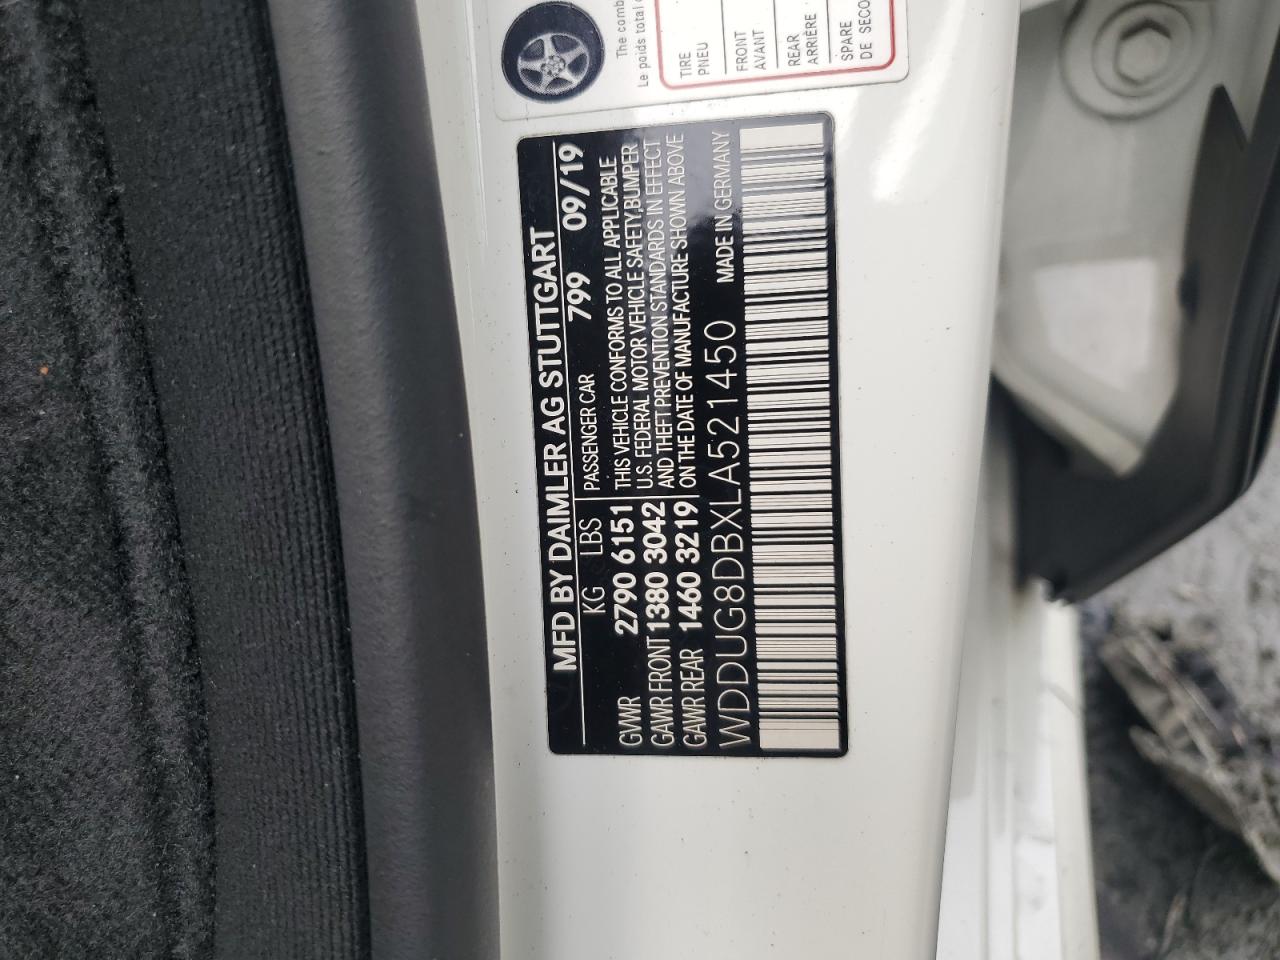 MFD BY DAIMLER AG STUTTGART
KG LBS PASSENGER CAR 799 09/19
GVWR 2790 6151 THIS VEHICLE CONFORMS TO ALL APPLICABLE
GAWR FRONT 1380 3042 U.S. FEDERAL MOTOR VEHICLE SAFETY,BUMPER
GAWR REAR 1460 3219 AND THEFT PREVENTION STANDARDS IN EFFECT
ON THE DATE OF MANUFACTURE SHOWN ABOVE
WDDUG8DBXLA521450 MADE IN GERMANY
The
Le poids total
TIRE
PNEU
FRONT
AVANT
REAR
ARRIÈRE
SPARE
DE